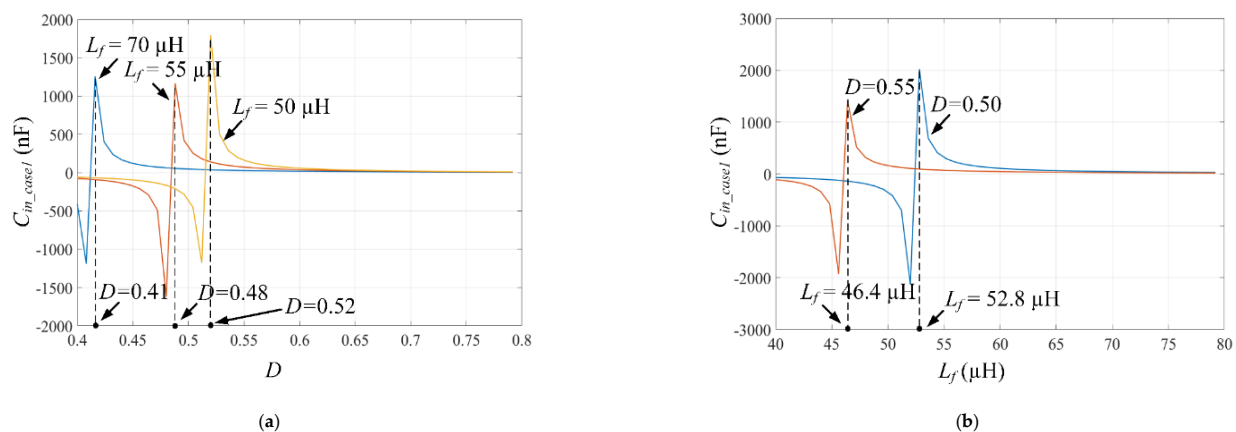 2000
1500
1000
500
0
-500
-1000
-1500
-2000
C_in_case1 (nF)
L_f = 70 μH
L_f = 55 μH
L_f = 50 μH
D=0.41
D=0.48
D=0.52
0.4 0.45 0.5 0.55 0.6 0.65 0.7 0.75 0.8
D
(a)
3000
2000
1000
0
-1000
-2000
-3000
C_in_case1 (nF)
D=0.55
D=0.50
L_f = 46.4 μH
L_f = 52.8 μH
40 45 50 55 60 65 70 75 80
L_f (μH)
(b)